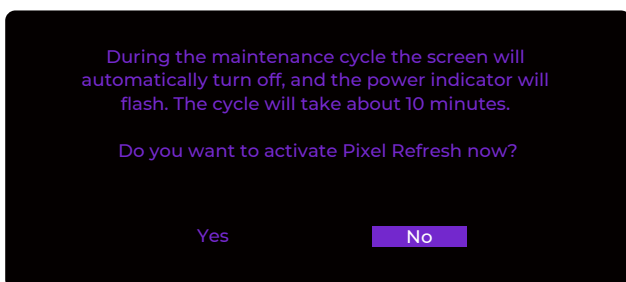 During the maintenance cycle the screen will
automatically turn off, and the power indicator will
flash. The cycle will take about 10 minutes.
Do you want to activate Pixel Refresh now?
Yes No